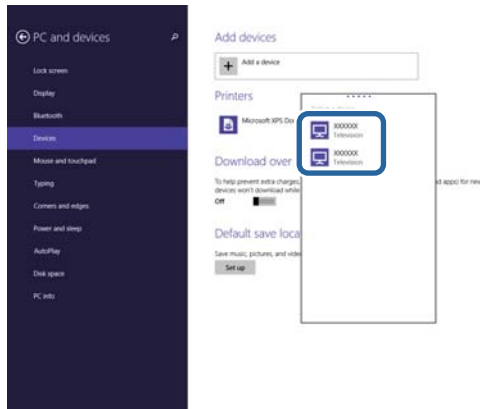 PC and devices
Lock screen
Display
Bluetooth
Devices
Mouse and touchpad
Typing
Corners and edges
Power and sleep
AutoPlay
Disk space
PC info
Add devices
Add a device
Printers
Microsoft XPS Do
Download over
To help prevent extra charges,
devices won't download while
d apps) for new
Off
Default save loca
Save music, pictures, and vide
Set up
XXXXXX
Television
XXXXXX
Television